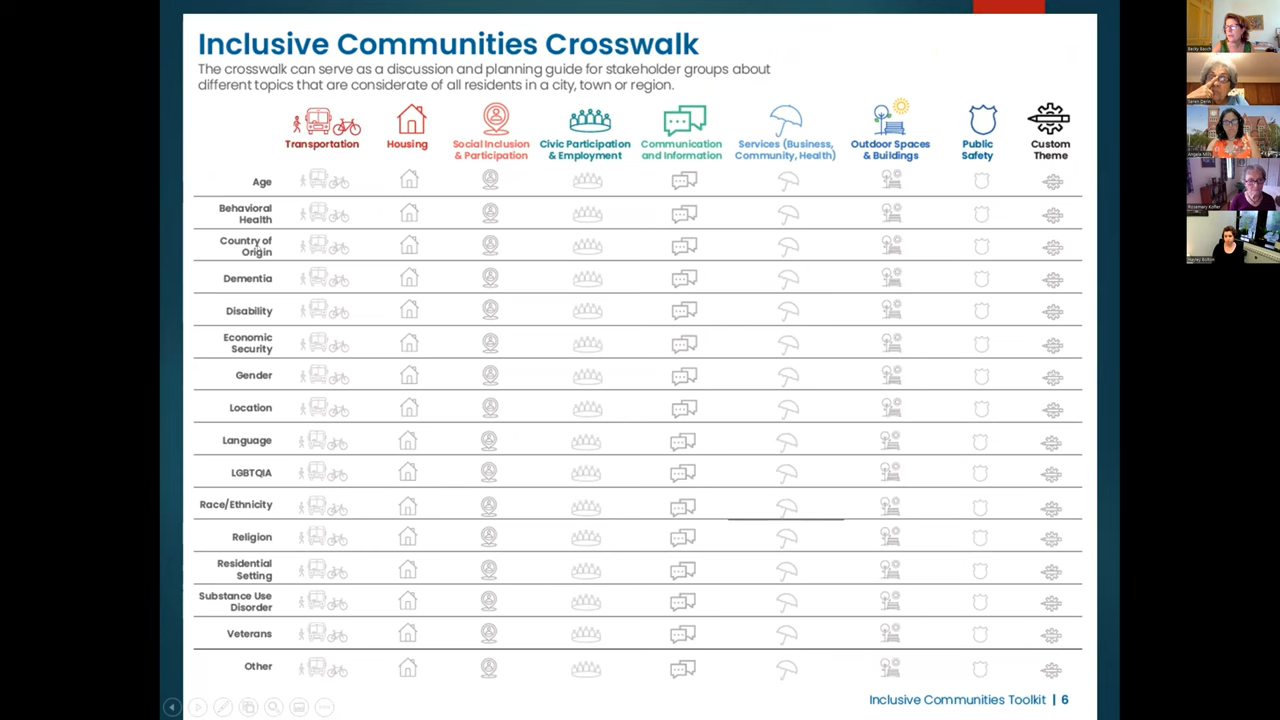 Inclusive Communities Crosswalk
The crosswalk can serve as a discussion and planning guide for stakeholder groups about
different topics that are considerate of all residents in a city, town or region.
Transportation
Housing
Social Inclusion
& Participation
Civic Participation
& Employment
Communication
and Information
Services (Business,
Community, Health)
Outdoor Spaces
& Buildings
Public
Safety
Custom
Theme
Age
Behavioral
Health
Country of
Origin
Dementia
Disability
Economic
Security
Gender
Location
Language
LGBTQIA
Race/Ethnicity
Religion
Residential
Setting
Substance Use
Disorder
Veterans
Other
Inclusive Communities Toolkit | 6
Rosemary Kofler
Hayley Bolton